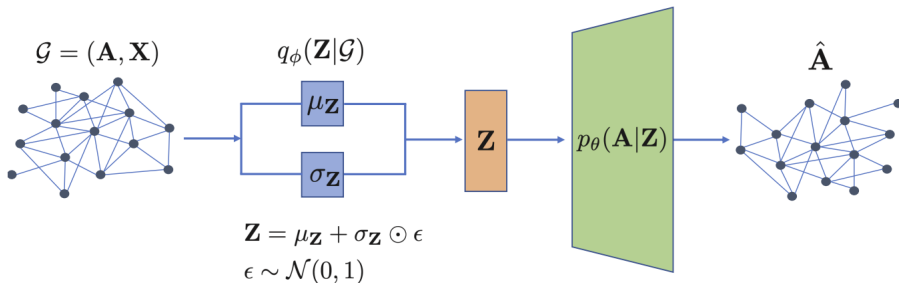 𝒢 = (𝐀, 𝐗)
q_ϕ(𝐙|𝒢)
μ_𝐙
σ_𝐙
𝐙 = μ_𝐙 + σ_𝐙 ⊙ ϵ
ϵ ∼ 𝒩(0, 1)
𝐙
p_θ(𝐀|𝐙)
𝐀̂